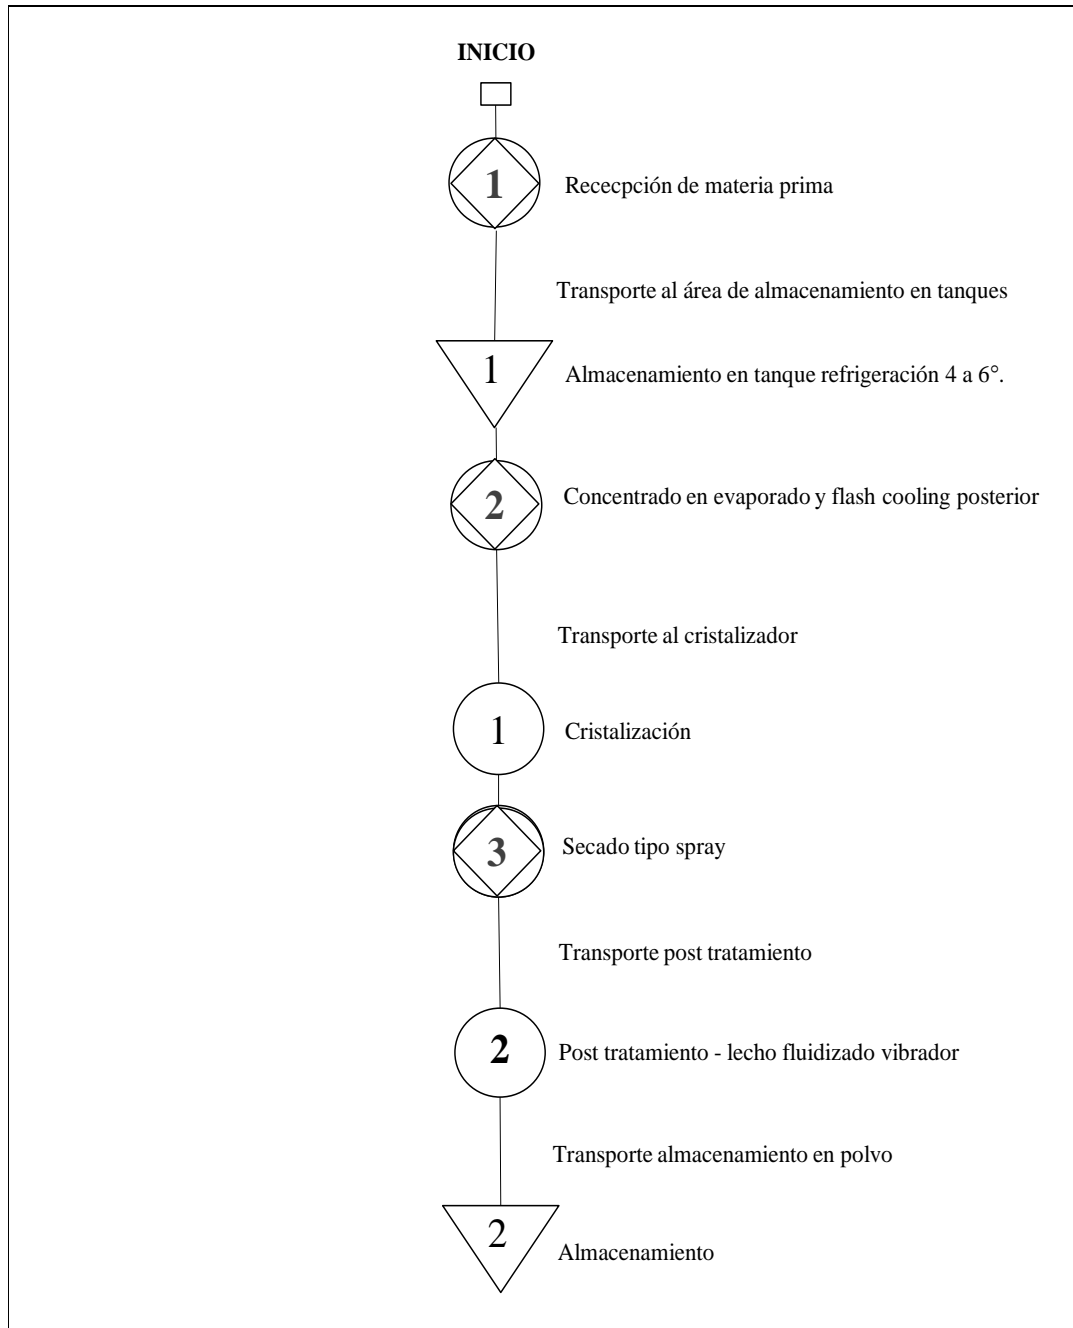 INICIO
1
Rececpción de materia prima
Transporte al área de almacenamiento en tanques
1
Almacenamiento en tanque refrigeración 4 a 6°.
2
Concentrado en evaporado y flash cooling posterior
Transporte al cristalizador
1
Cristalización
3
Secado tipo spray
Transporte post tratamiento
2
Post tratamiento - lecho fluidizado vibrador
Transporte almacenamiento en polvo
2
Almacenamiento